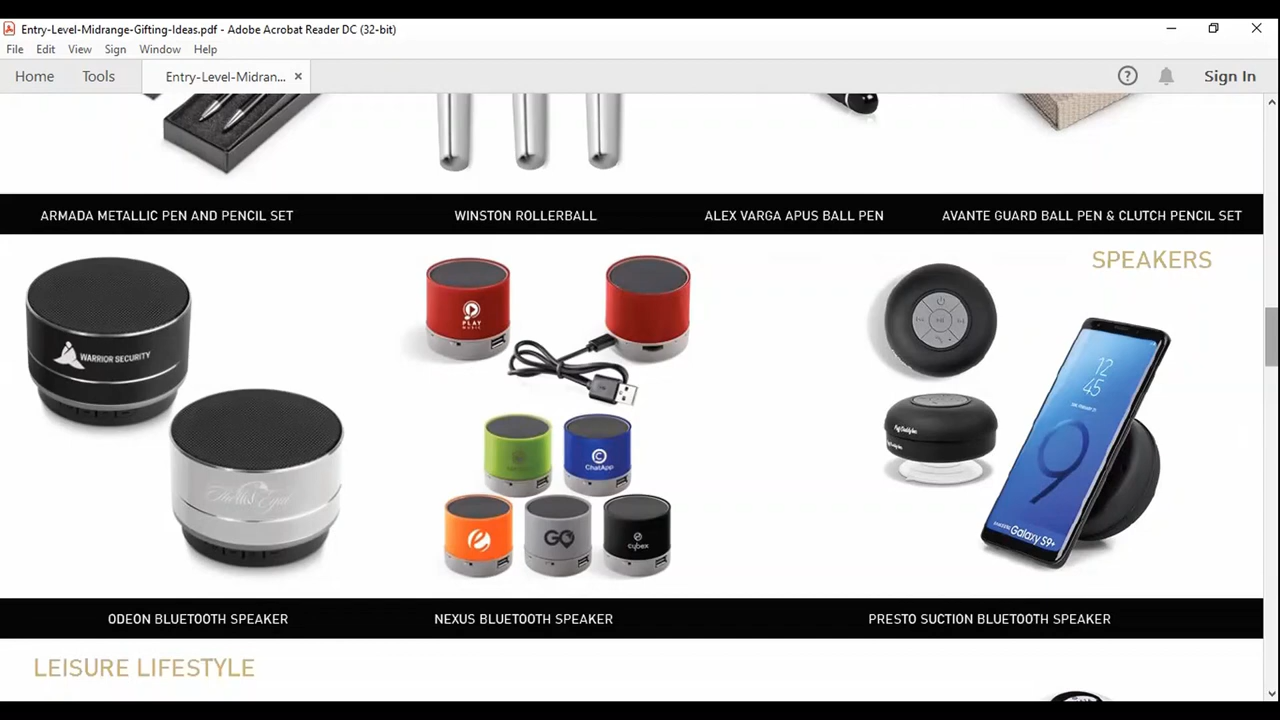 Entry-Level-Midrange-Gifting-Ideas.pdf - Adobe Acrobat Reader DC (32-bit)
File Edit View Sign Window Help
Home Tools Entry-Level-Midran... Sign In
ARMADA METALLIC PEN AND PENCIL SET
WINSTON ROLLERBALL
ALEX VARGA APUS BALL PEN
AVANTE GUARD BALL PEN & CLUTCH PENCIL SET
SPEAKERS
WARRIOR SECURITY
PLAY
MUSIC
ChatApp
GO
cybex
12
45
9
Galaxy S9+
ODEON BLUETOOTH SPEAKER
NEXUS BLUETOOTH SPEAKER
PRESTO SUCTION BLUETOOTH SPEAKER
LEISURE LIFESTYLE